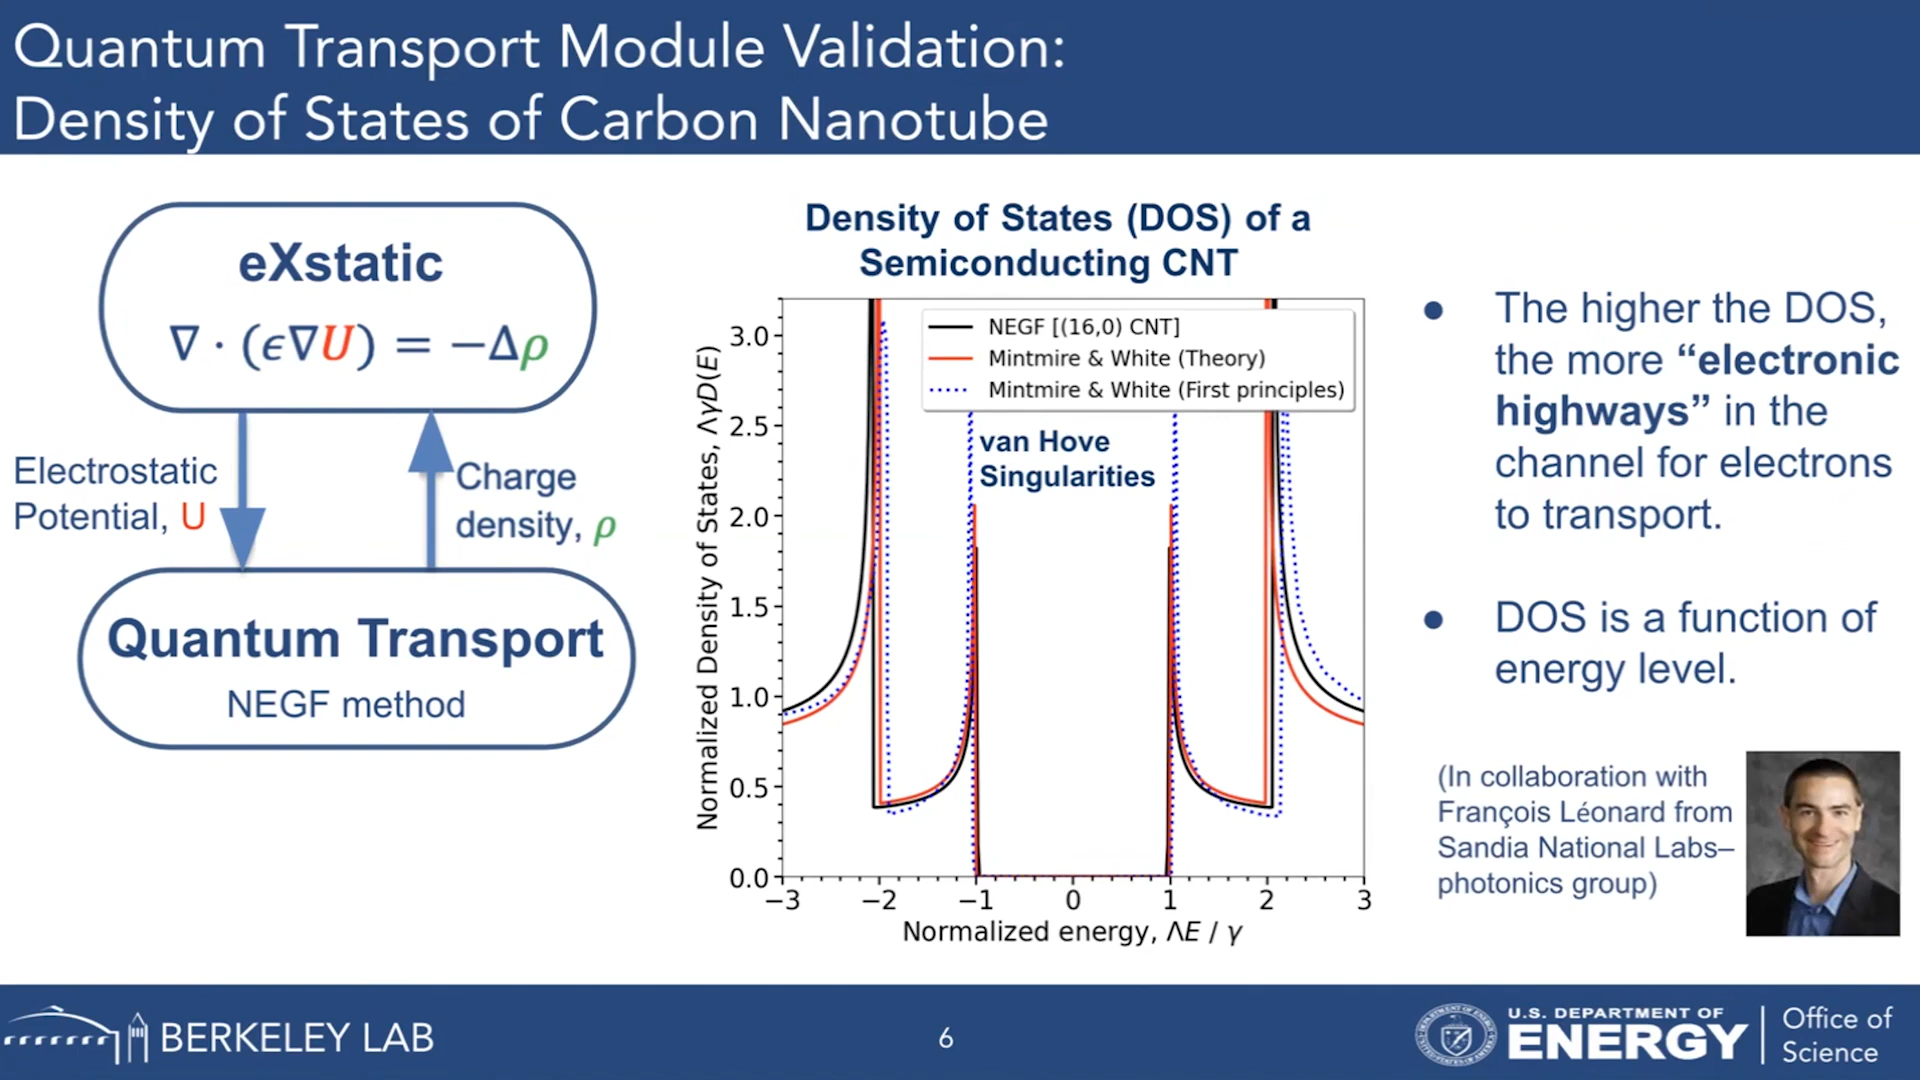 Quantum Transport Module Validation:
Density of States of Carbon Nanotube
eXstatic
∇ · (ϵ∇U) = −Δρ
Electrostatic
Potential, U
Charge
density, ρ
Quantum Transport
NEGF method
Density of States (DOS) of a
Semiconducting CNT
Normalized Density of States, ΛγD(E)
3.0
2.5
2.0
1.5
1.0
0.5
0.0
NEGF [(16,0) CNT]
Mintmire & White (Theory)
Mintmire & White (First principles)
van Hove
Singularities
−3 −2 −1 0 1 2 3
Normalized energy, ΛE / γ
● The higher the DOS,
the more “electronic
highways” in the
channel for electrons
to transport.
● DOS is a function of
energy level.
(In collaboration with
François Léonard from
Sandia National Labs–
photonics group)
BERKELEY LAB
6
U.S. DEPARTMENT OF
ENERGY
Office of
Science